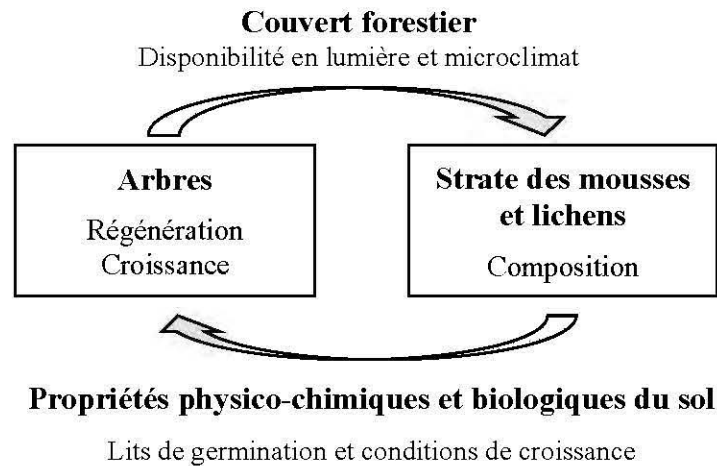 Couvert forestier
Disponibilité en lumière et microclimat
Arbres
Régénération
Croissance
Strate des mousses
et lichens
Composition
Propriétés physico-chimiques et biologiques du sol
Lits de germination et conditions de croissance